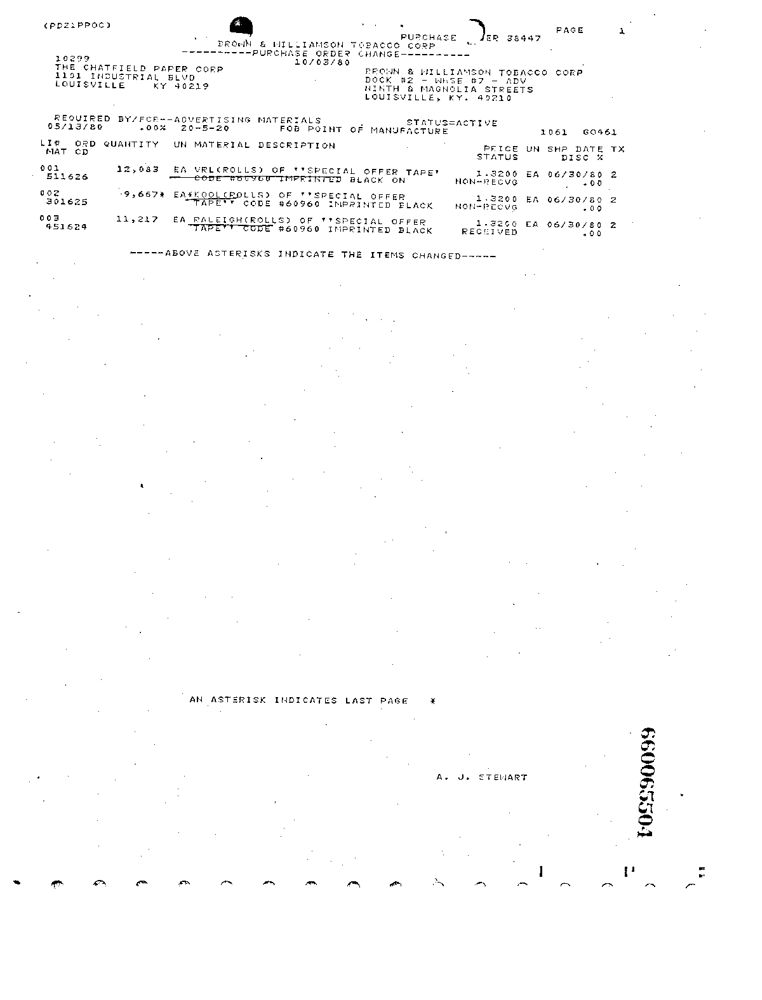 (PDZ1PPOC)
PURCHASE ER 38447 PAGE 1
BROWN & WILLIAMSON TOBACCO CORP
----------PURCHASE ORDER CHANGE----------
10299 10/03/80
THE CHATFIELD PAPER CORP BROWN & WILLIAMSON TOBACCO CORP
1101 INDUSTRIAL BLVD DOCK #2 - WHSE #7 - ADV
LOUISVILLE KY 40219 NINTH & MAGNOLIA STREETS
LOUISVILLE, KY. 40210
REQUIRED BY/FOR--ADVERTISING MATERIALS STATUS=ACTIVE
05/13/80 .00% 20-5-20 FOB POINT OF MANUFACTURE 1061 G0461
LI# ORD QUANTITY UN MATERIAL DESCRIPTION PRICE UN SHP DATE TX
MAT CD STATUS DISC %
001 12,083 EA VRL(ROLLS) OF ''SPECIAL OFFER TAPE' 1.3200 EA 06/30/80 2
511626 CODE #60960 IMPRINTED BLACK ON NON-RECVG .00
002 9,667* EA*KOOL(ROLLS) OF ''SPECIAL OFFER 1.3200 EA 06/30/80 2
301625 TAPE'' CODE #60960 IMPRINTED BLACK NON-RECVG .00
003 11,217 EA RALEIGH(ROLLS) OF ''SPECIAL OFFER 1.3200 EA 06/30/80 2
451624 TAPE'' CODE #60960 IMPRINTED BLACK RECEIVED .00
-----ABOVE ASTERISKS INDICATE THE ITEMS CHANGED-----
AN ASTERISK INDICATES LAST PAGE *
A. J. STEWART
660065504